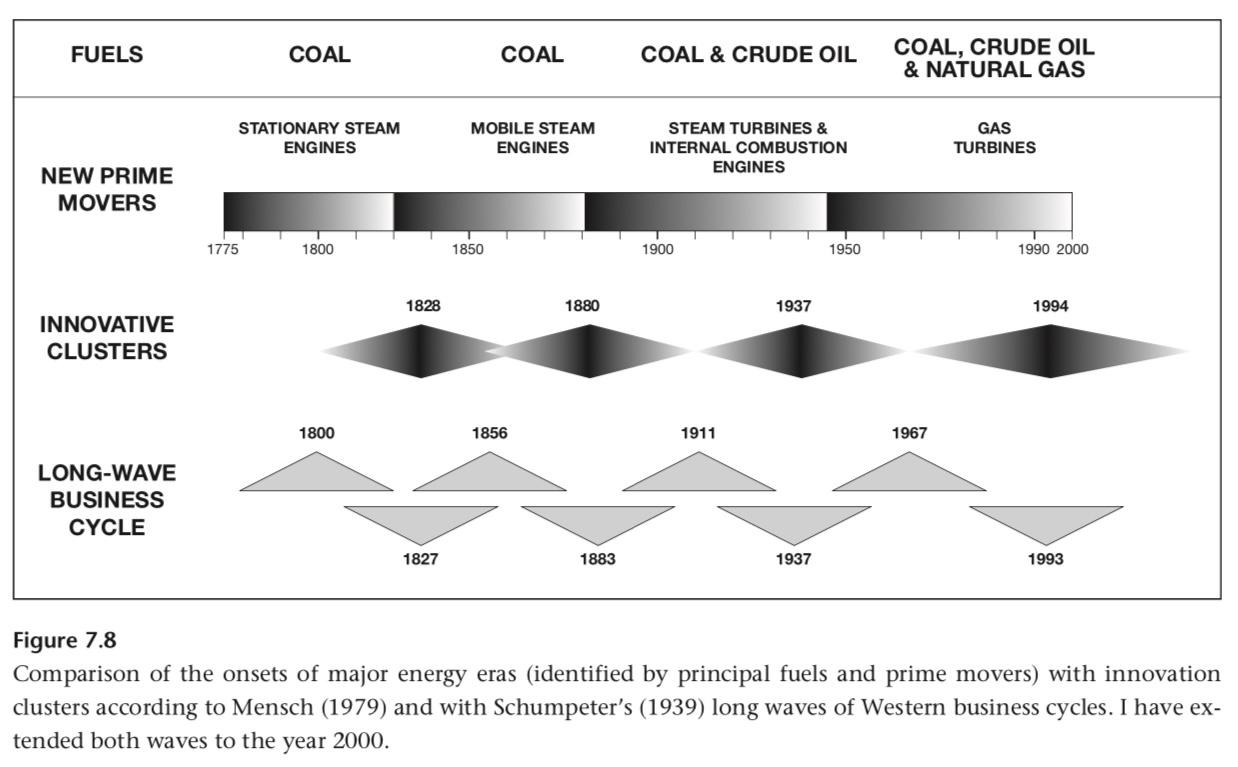 FUELS COAL COAL COAL & CRUDE OIL COAL, CRUDE OIL
& NATURAL GAS
STATIONARY STEAM
ENGINES
MOBILE STEAM
ENGINES
STEAM TURBINES &
INTERNAL COMBUSTION
ENGINES
GAS
TURBINES
NEW PRIME
MOVERS
1775 1800 1850 1900 1950 1990 2000
INNOVATIVE
CLUSTERS
1828 1880 1937 1994
LONG-WAVE
BUSINESS
CYCLE
1800 1856 1911 1967
1827 1883 1937 1993
Figure 7.8
Comparison of the onsets of major energy eras (identified by principal fuels and prime movers) with innovation
clusters according to Mensch (1979) and with Schumpeter’s (1939) long waves of Western business cycles. I have ex-
tended both waves to the year 2000.